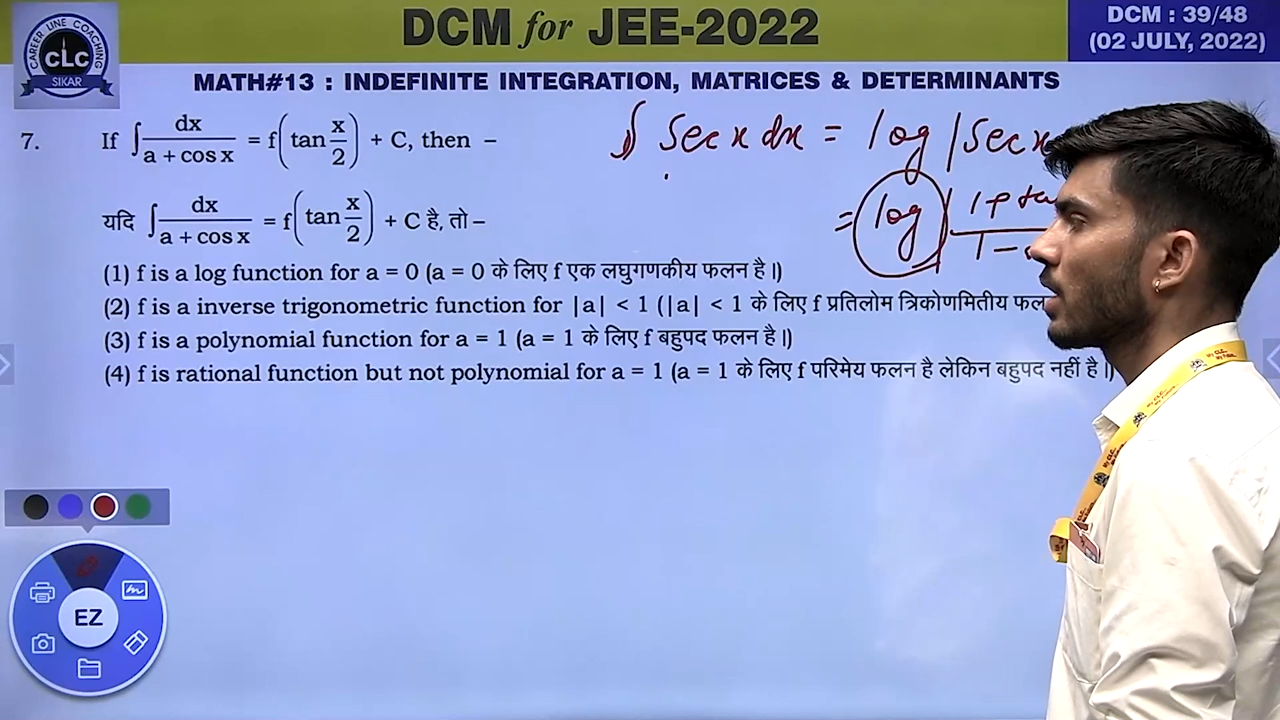 DCM for JEE-2022
DCM : 39/48
(02 JULY, 2022)
CAREER LINE COACHING
CLC
SIKAR
MATH#13 : INDEFINITE INTEGRATION, MATRICES & DETERMINANTS
7. If ∫ dx/(a + cos x) = f(tan x/2) + C, then –
∫ sec x dx = log |sec x
= log | 1+ta
1-
यदि ∫ dx/(a + cos x) = f(tan x/2) + C है, तो –
(1) f is a log function for a = 0 (a = 0 के लिए f एक लघुगणकीय फलन है।)
(2) f is a inverse trigonometric function for |a| < 1 (|a| < 1 के लिए f प्रतिलोम त्रिकोणमितीय फल
(3) f is a polynomial function for a = 1 (a = 1 के लिए f बहुपद फलन है।)
(4) f is rational function but not polynomial for a = 1 (a = 1 के लिए f परिमेय फलन है लेकिन बहुपद नहीं है।)
EZ